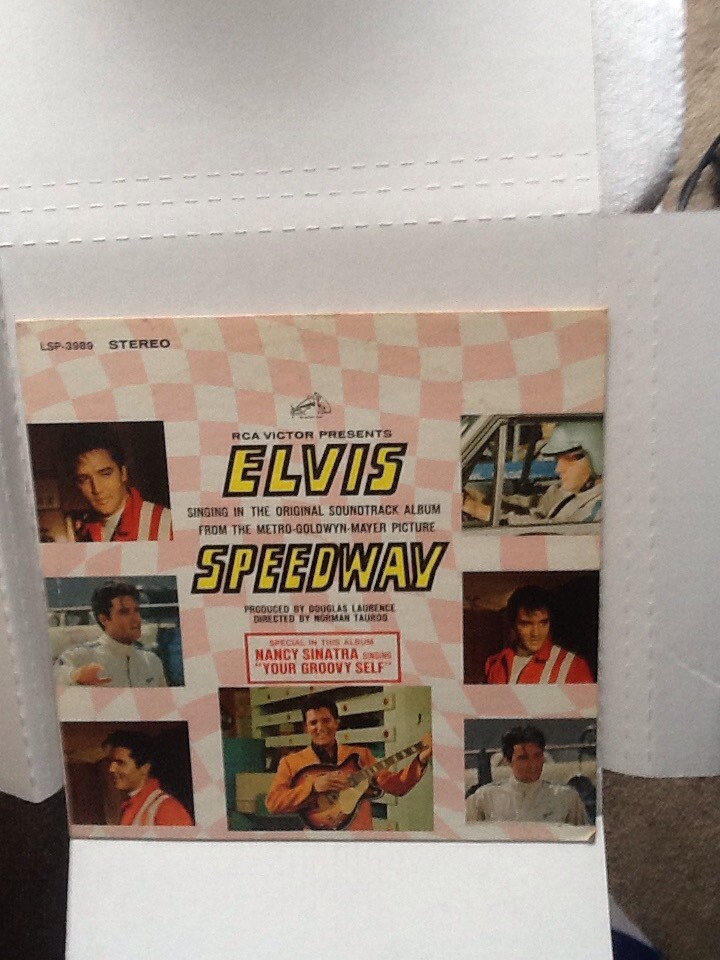 LSP-3989 STEREO
RCA VICTOR PRESENTS
ELVIS
SINGING IN THE ORIGINAL SOUNDTRACK ALBUM
FROM THE METRO-GOLDWYN-MAYER PICTURE
SPEEDWAY
PRODUCED BY DOUGLAS LAURENCE
DIRECTED BY NORMAN TAUROG
SPECIAL IN THIS ALBUM
NANCY SINATRA SINGING
"YOUR GROOVY SELF"